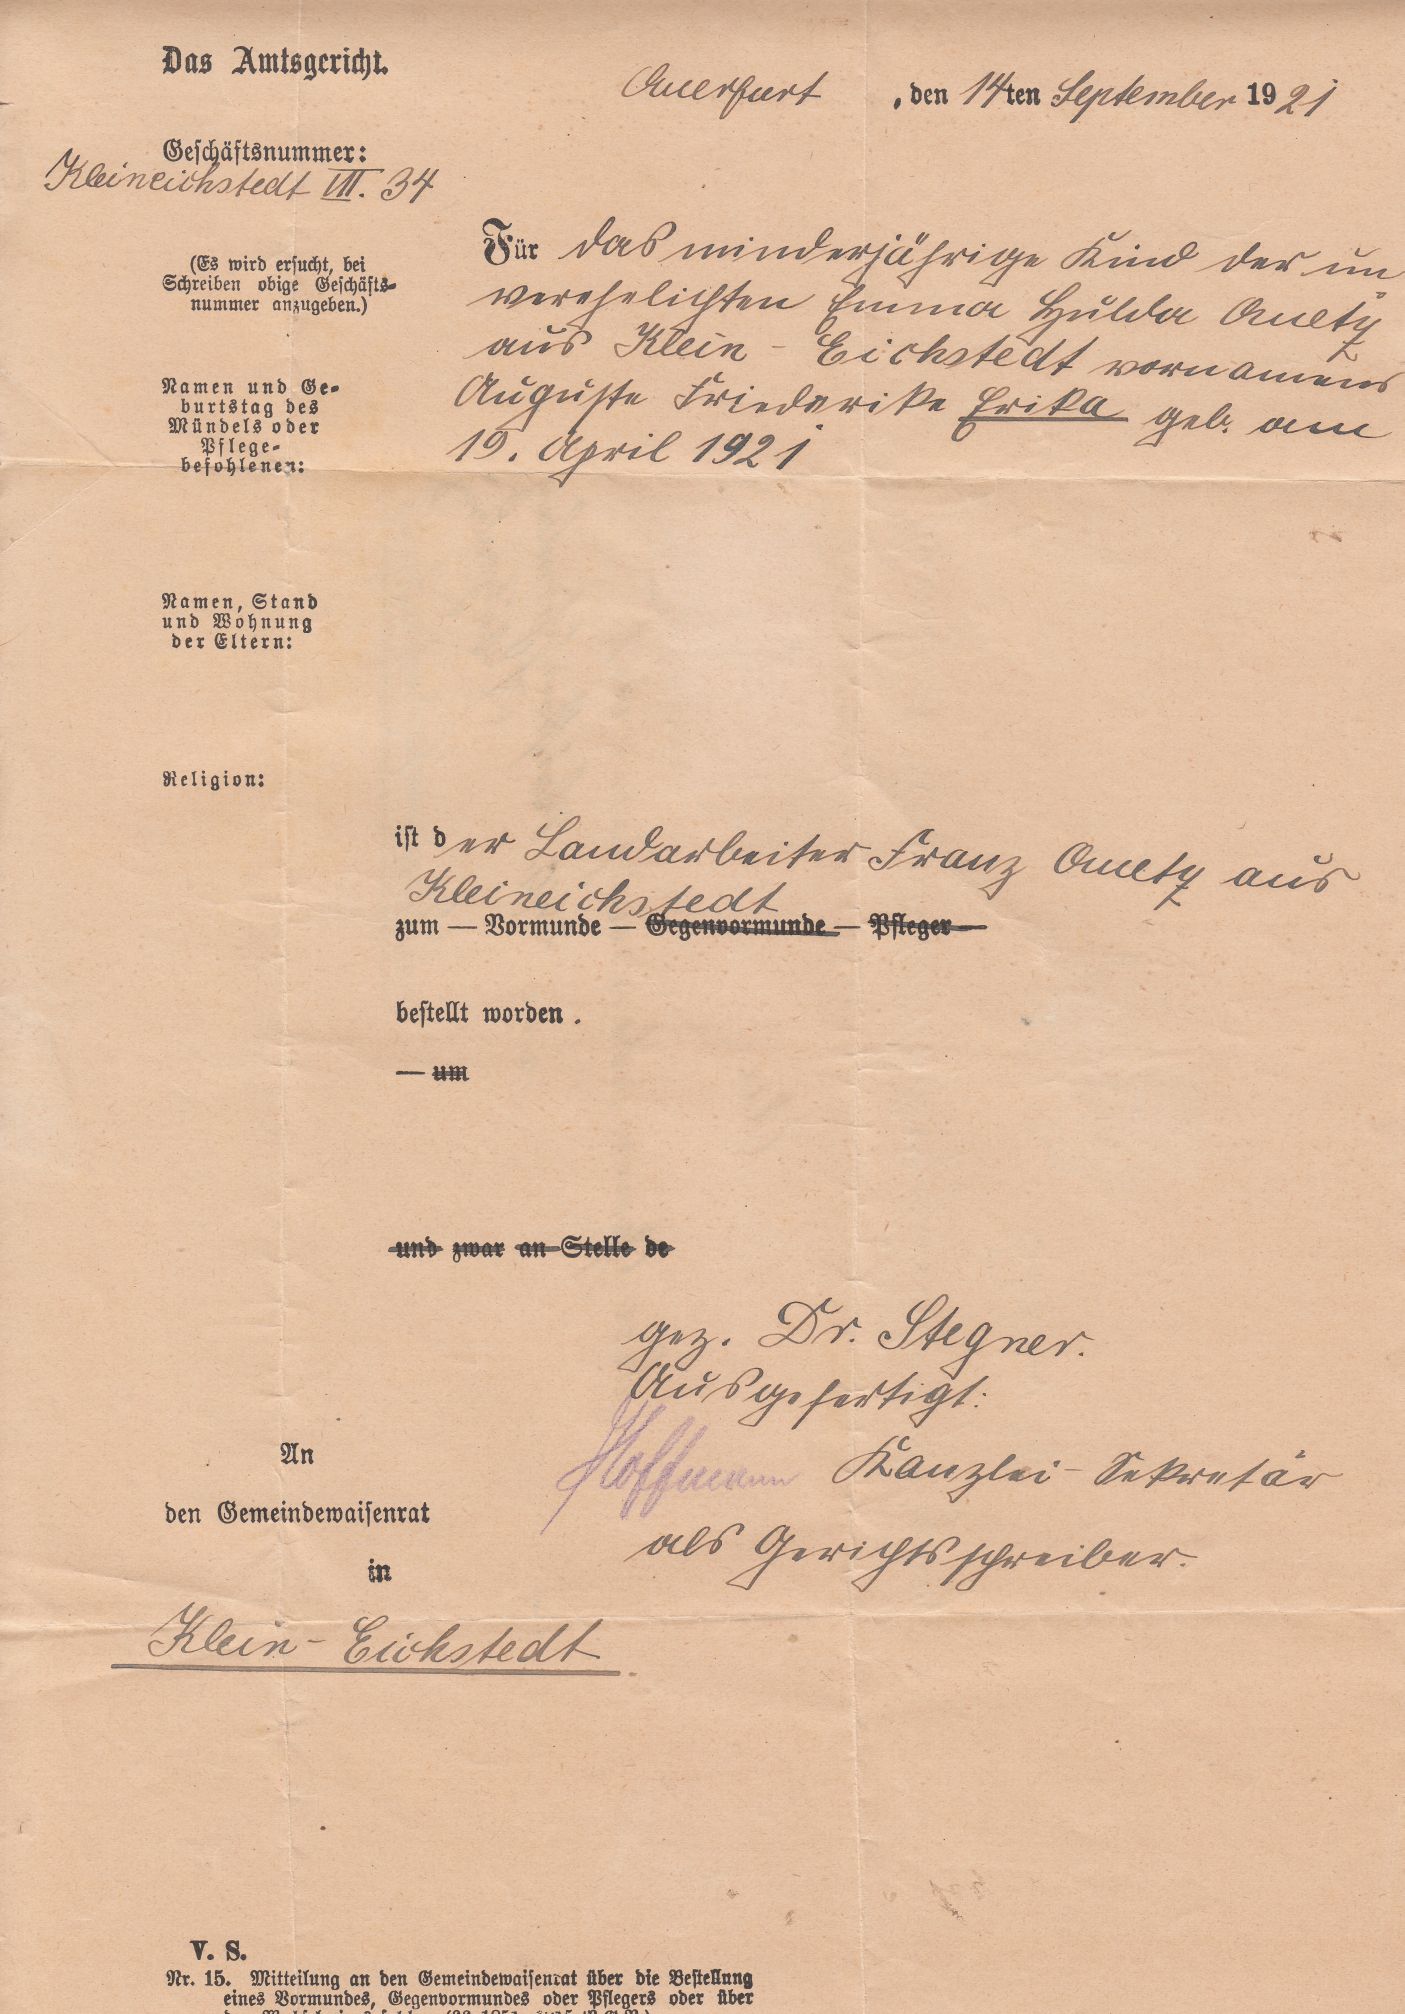 Das Amtsgericht.
Querfurt, den 14ten September 1921
Geschäftsnummer:
Kleineichstedt VII. 34
(Es wird ersucht, bei
Schreiben obige Geschäfts-
nummer anzugeben.)
Für das minderjährige Kind der un
verehelichten Emma Hulda
aus Klein-Eichstedt vornamens
Auguste Friederike Erika geb. am
19. April 1921
Namen und Ge-
burtstag des
Mündels oder
Pflege-
befohlenen:
Namen, Stand
und Wohnung
der Eltern:
Religion:
ist der Landarbeiter Franz aus
Kleineichstedt
zum — Vormunde — Gegenvormunde — Pfleger —
bestellt worden.
— um
und zwar an Stelle de
gez. Dr. Stegner.
Ausgefertigt:
Hoffmann Kanzlei-Sekretär
als Gerichtsschreiber.
An
den Gemeindewaisenrat
in
Klein-Eichstedt
V. S.
Nr. 15. Mitteilung an den Gemeindewaisenrat über die Bestellung
eines Vormundes, Gegenvormundes oder Pflegers oder über